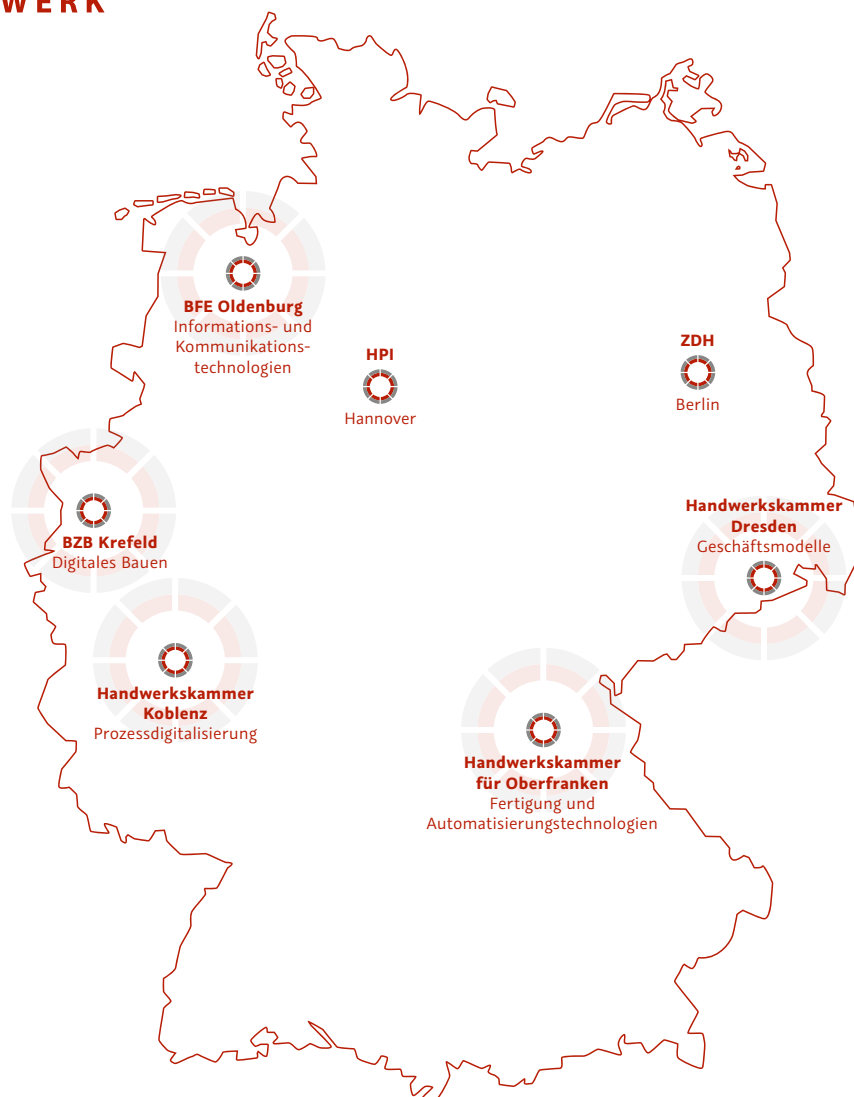 WERK
BFE Oldenburg
Informations- und
Kommunikations-
technologien
HPI
Hannover
ZDH
Berlin
BZB Krefeld
Digitales Bauen
Handwerkskammer
Dresden
Geschäftsmodelle
Handwerkskammer
Koblenz
Prozessdigitalisierung
Handwerkskammer
für Oberfranken
Fertigung und
Automatisierungstechnologien